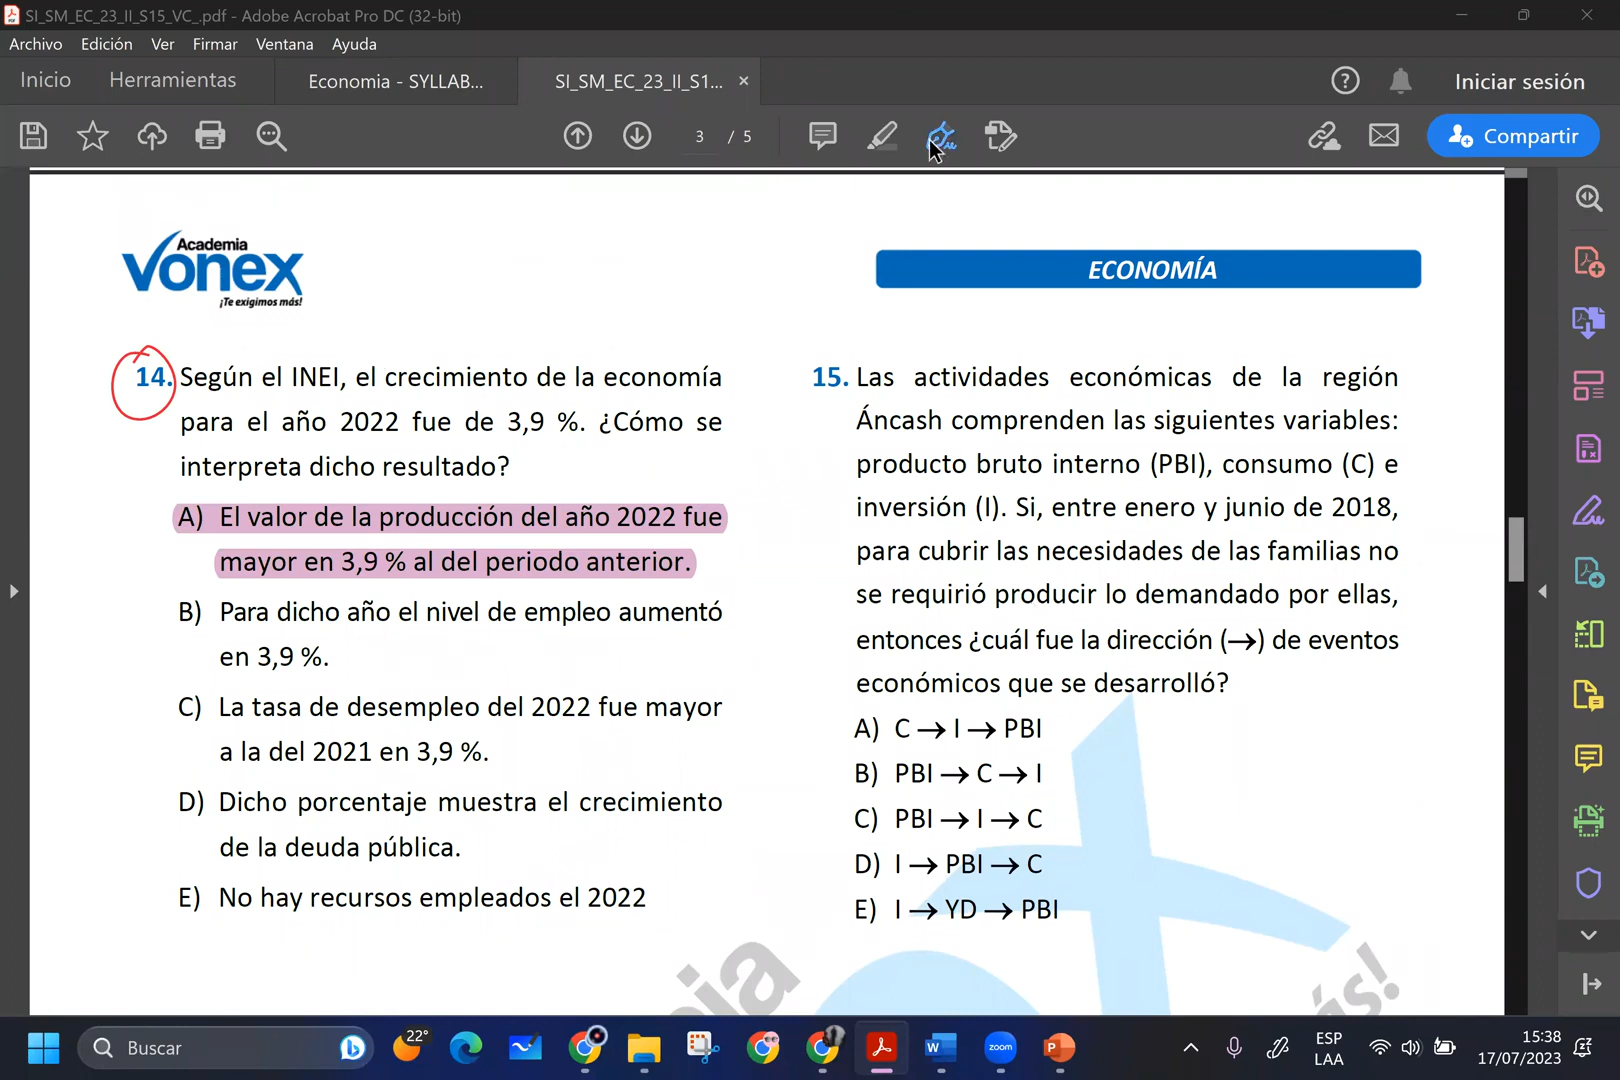 SI_SM_EC_23_II_S15_VC_.pdf - Adobe Acrobat Pro DC (32-bit)
Archivo Edición Ver Firmar Ventana Ayuda
Inicio Herramientas Economia - SYLLAB... SI_SM_EC_23_II_S1... × Iniciar sesión
3 / 5 Compartir
Academia
vonex
¡Te exigimos más!
ECONOMÍA
14. Según el INEI, el crecimiento de la economía
para el año 2022 fue de 3,9 %. ¿Cómo se
interpreta dicho resultado?
A) El valor de la producción del año 2022 fue
mayor en 3,9 % al del periodo anterior.
B) Para dicho año el nivel de empleo aumentó
en 3,9 %.
C) La tasa de desempleo del 2022 fue mayor
a la del 2021 en 3,9 %.
D) Dicho porcentaje muestra el crecimiento
de la deuda pública.
E) No hay recursos empleados el 2022
15. Las actividades económicas de la región
Áncash comprenden las siguientes variables:
producto bruto interno (PBI), consumo (C) e
inversión (I). Si, entre enero y junio de 2018,
para cubrir las necesidades de las familias no
se requirió producir lo demandado por ellas,
entonces ¿cuál fue la dirección (→) de eventos
económicos que se desarrolló?
A) C → I → PBI
B) PBI → C → I
C) PBI → I → C
D) I → PBI → C
E) I → YD → PBI
Buscar
22°
zoom
ESP
LAA
15:38
17/07/2023